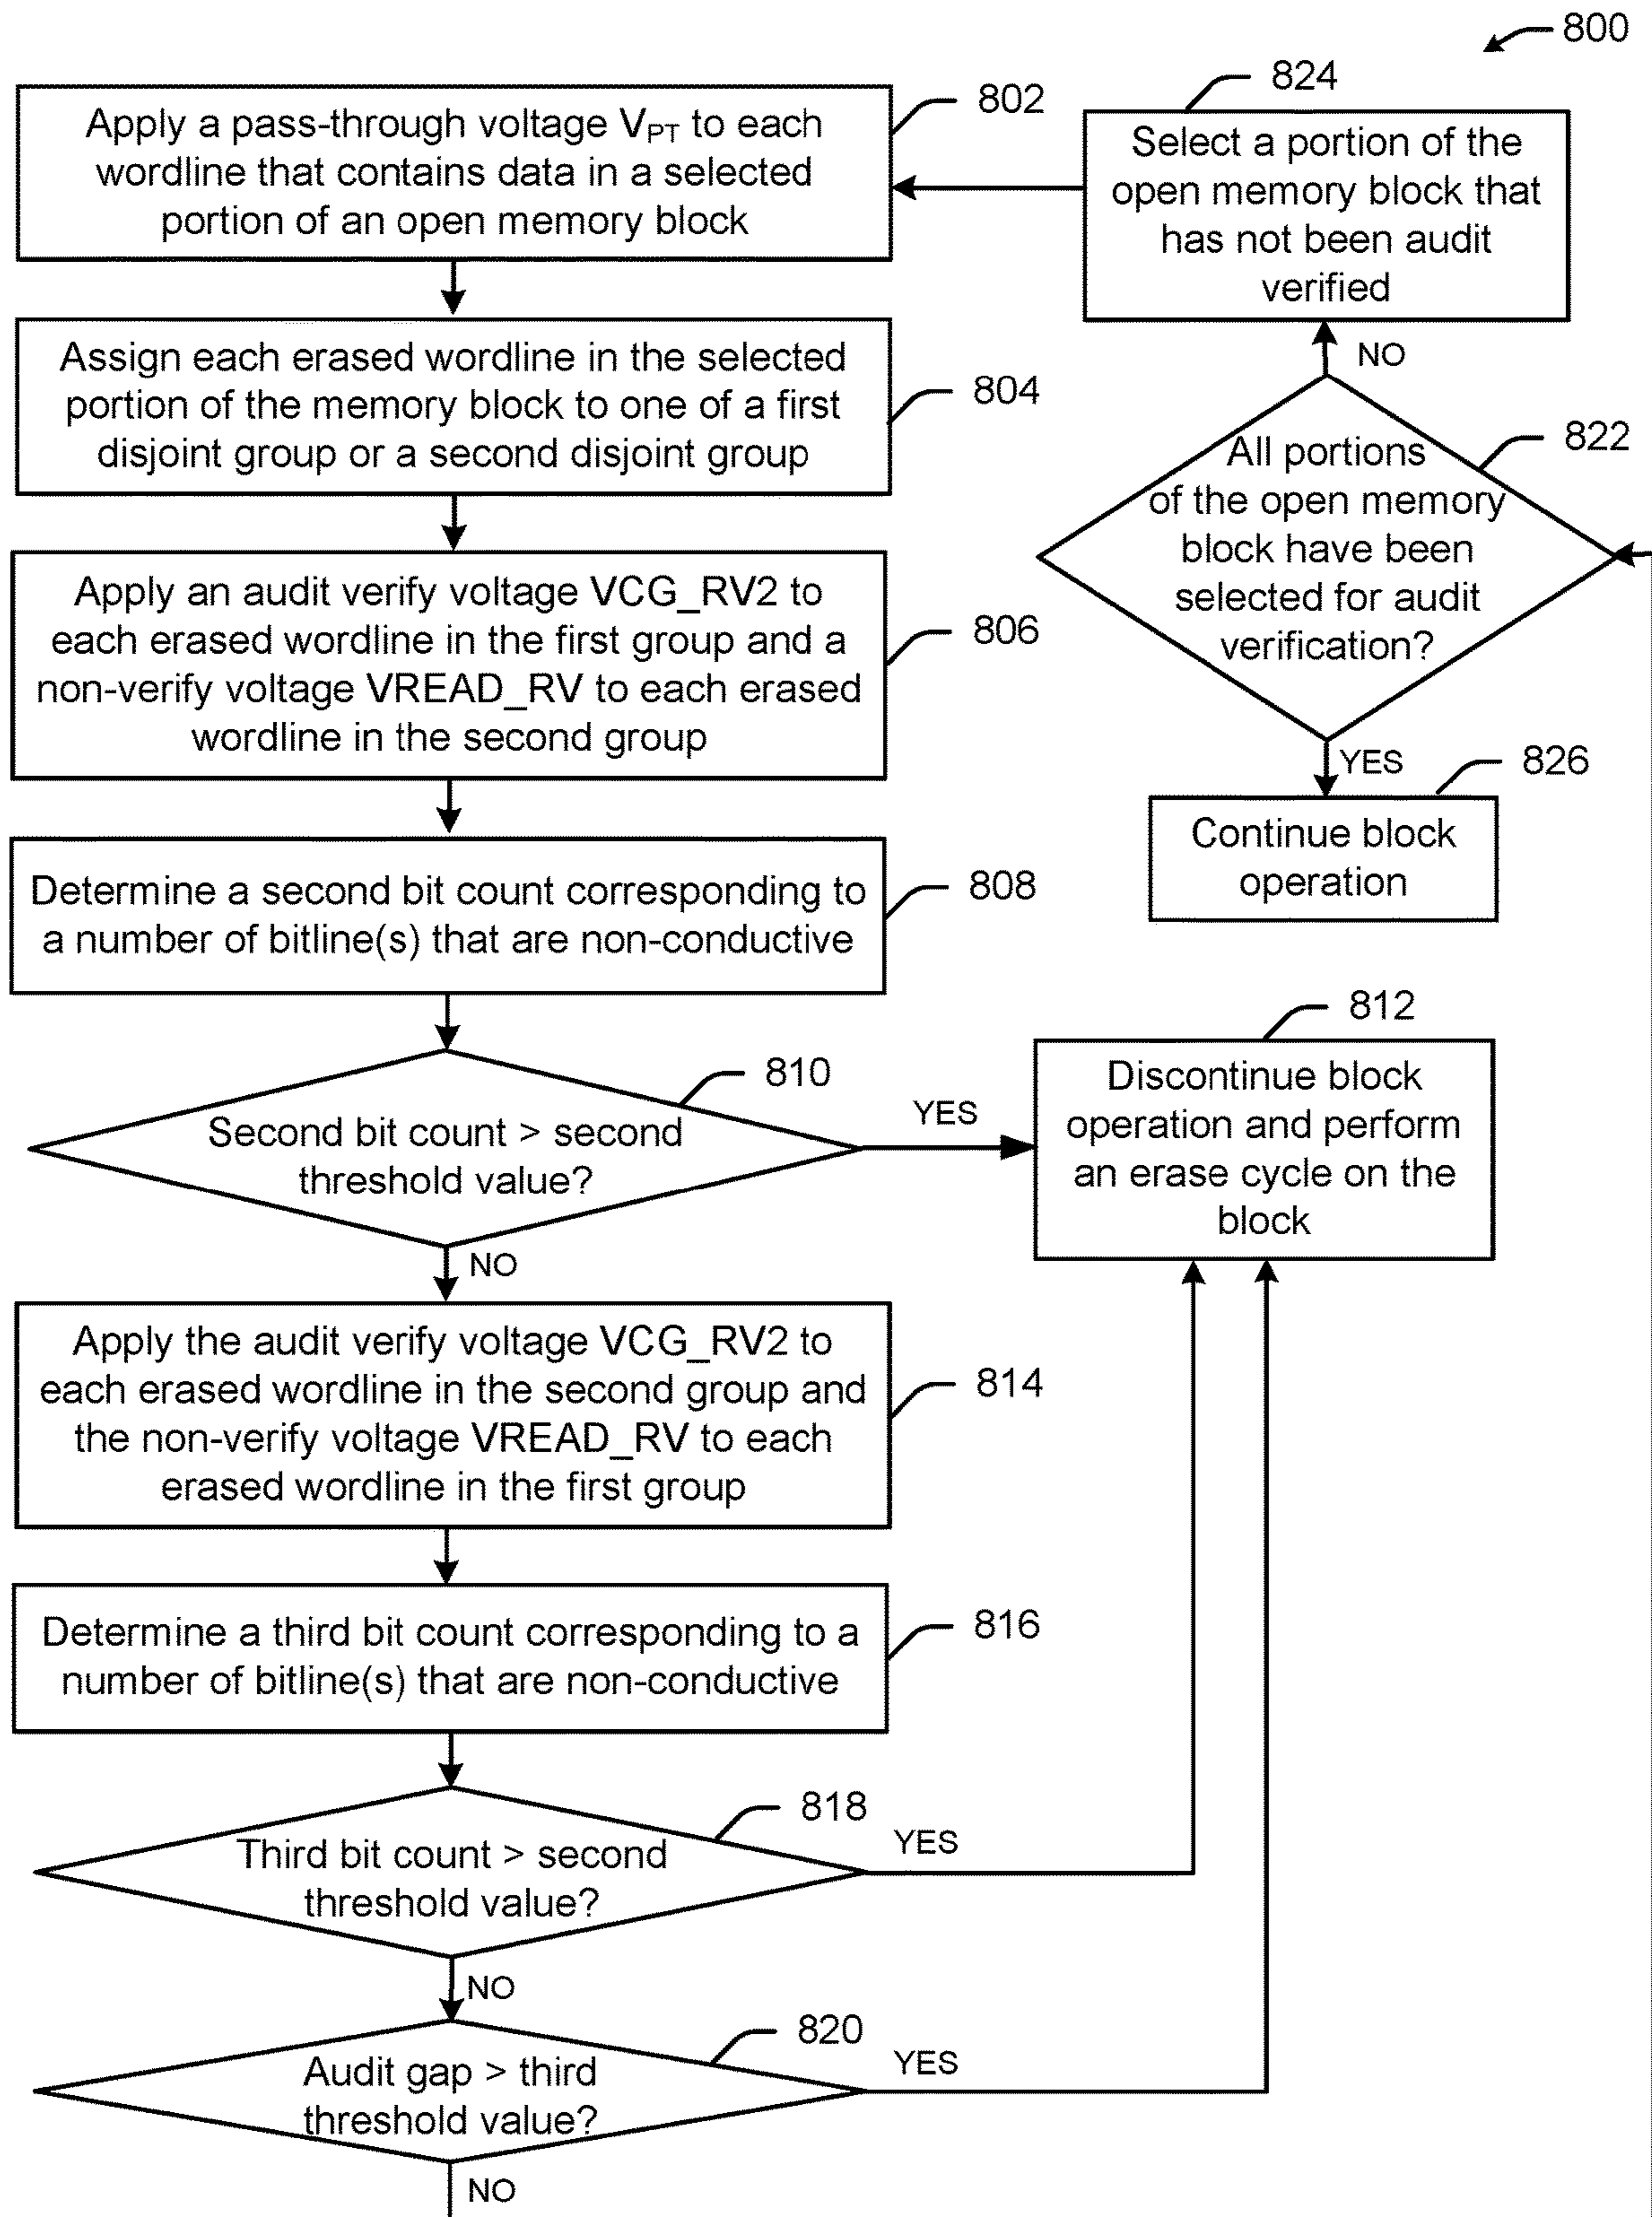 800
802
Apply a pass-through voltage VPT to each
wordline that contains data in a selected
portion of an open memory block
824
Select a portion of the
open memory block that
has not been audit
verified
804
Assign each erased wordline in the selected
portion of the memory block to one of a first
disjoint group or a second disjoint group
NO
822
All portions
of the open memory
block have been
selected for audit
verification?
806
Apply an audit verify voltage VCG_RV2 to
each erased wordline in the first group and a
non-verify voltage VREAD_RV to each erased
wordline in the second group
YES
826
Continue block
operation
808
Determine a second bit count corresponding to
a number of bitline(s) that are non-conductive
810
Second bit count > second
threshold value?
YES
812
Discontinue block
operation and perform
an erase cycle on the
block
NO
814
Apply the audit verify voltage VCG_RV2 to
each erased wordline in the second group and
the non-verify voltage VREAD_RV to each
erased wordline in the first group
816
Determine a third bit count corresponding to a
number of bitline(s) that are non-conductive
818
Third bit count > second
threshold value?
YES
NO
820
Audit gap > third
threshold value?
YES
NO